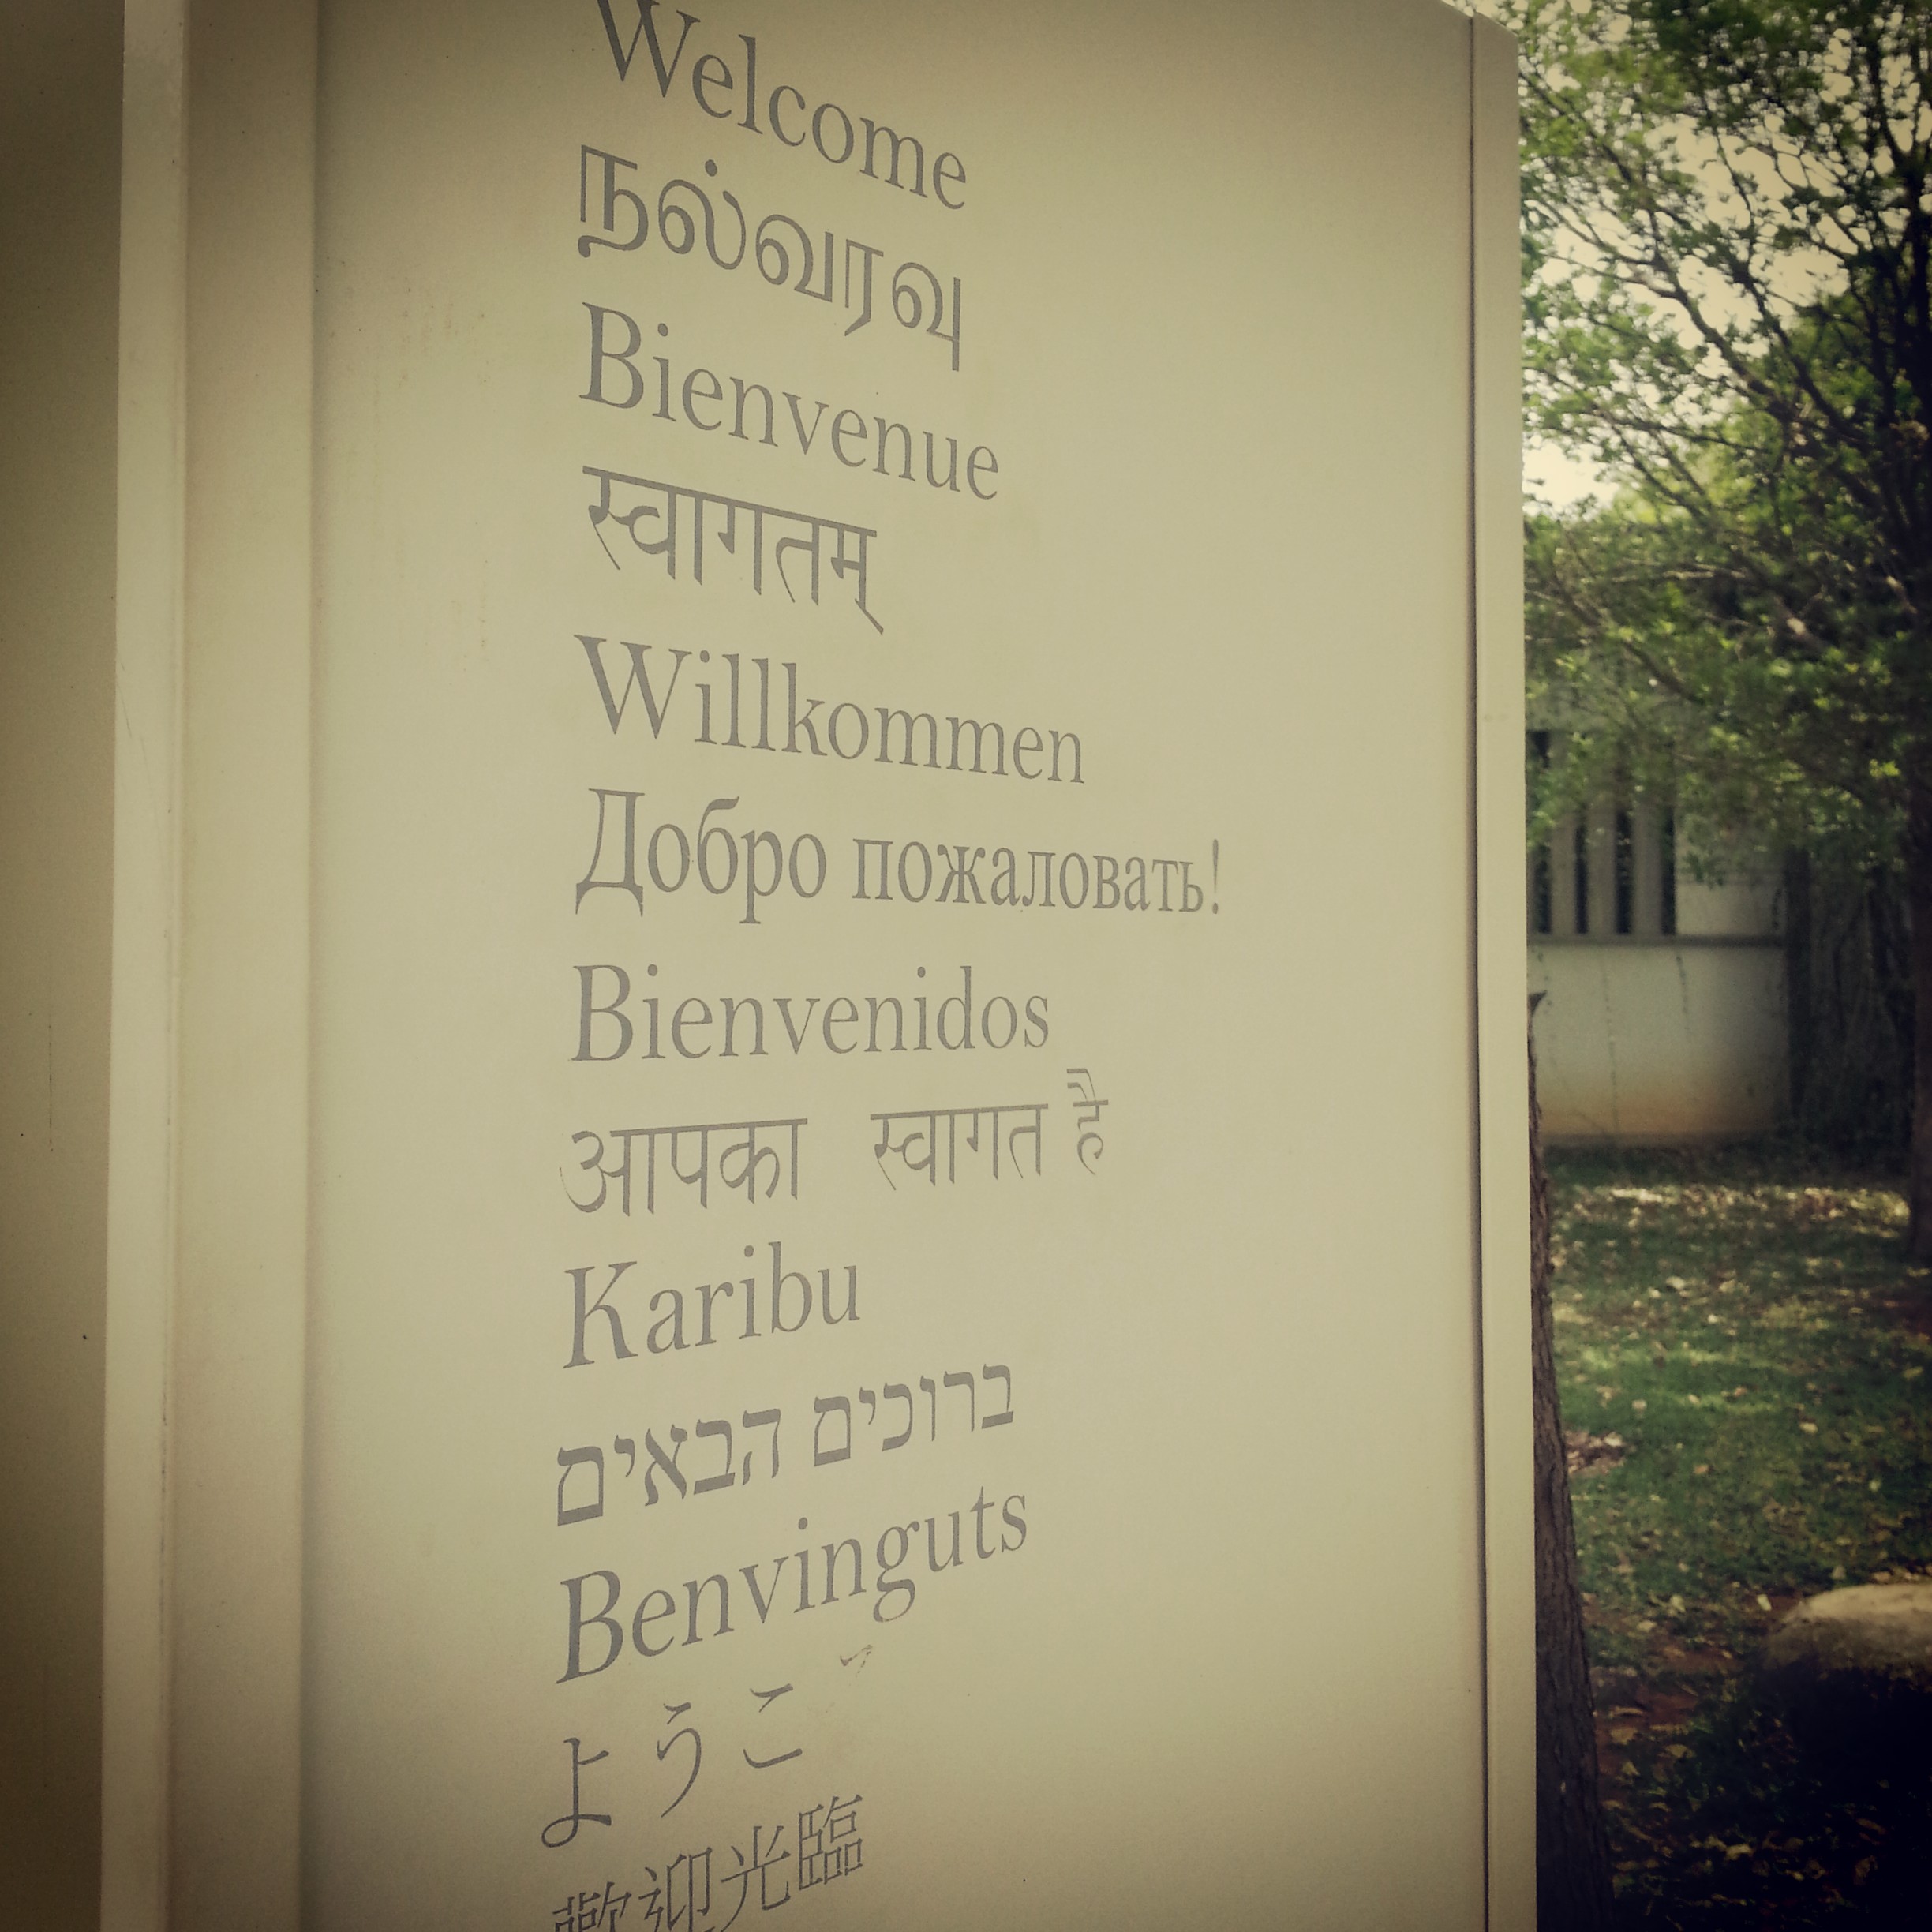 Welcome
நல்வரவு
Bienvenue
स्वागतम्
Willkommen
Добро пожаловать!
Bienvenidos
आपका स्वागत है
Karibu
ברוכים הבאים
Benvinguts
ようこ
歡迎光臨